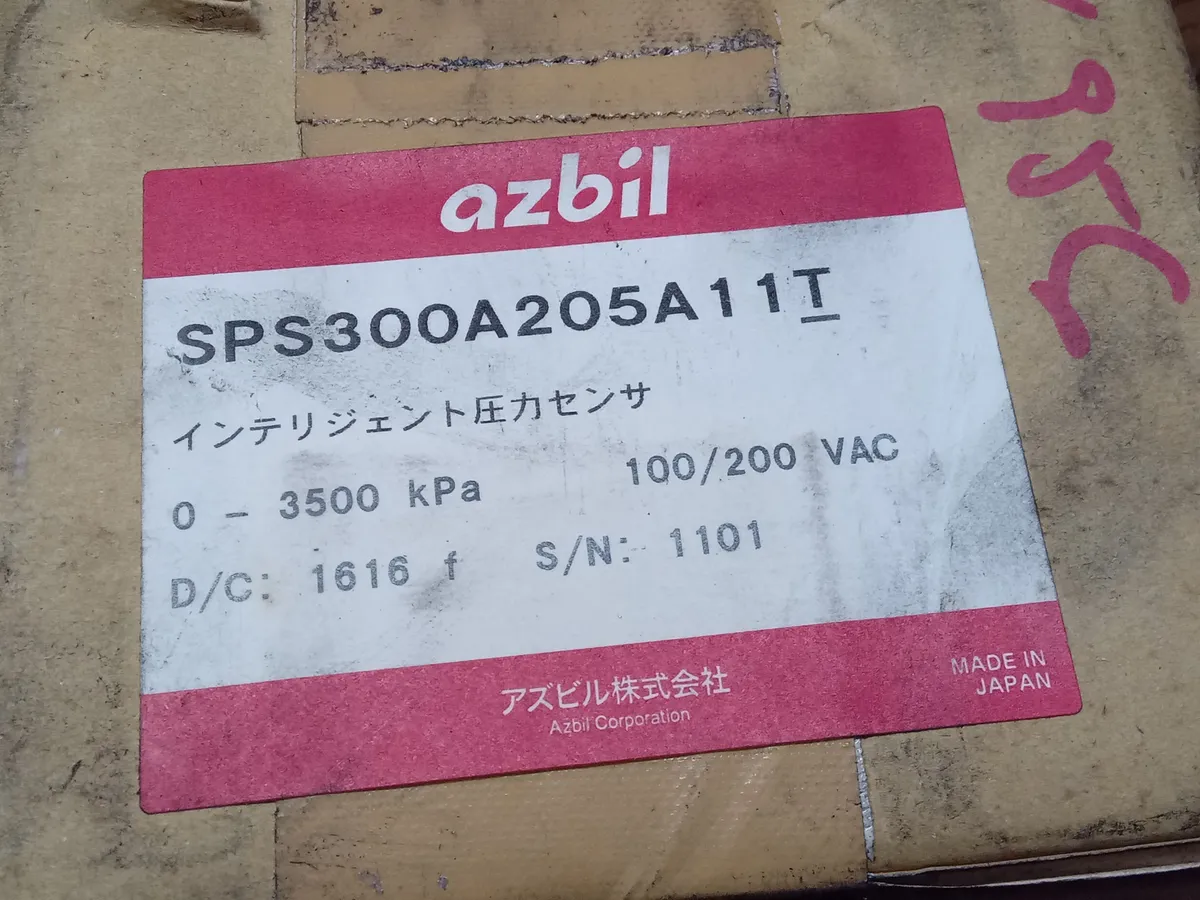 azbil
SPS300A205A11T
インテリジェント圧力センサ
0 - 3500 kPa 100/200 VAC
D/C: 1616 f S/N: 1101
アズビル株式会社
Azbil Corporation
MADE IN
JAPAN